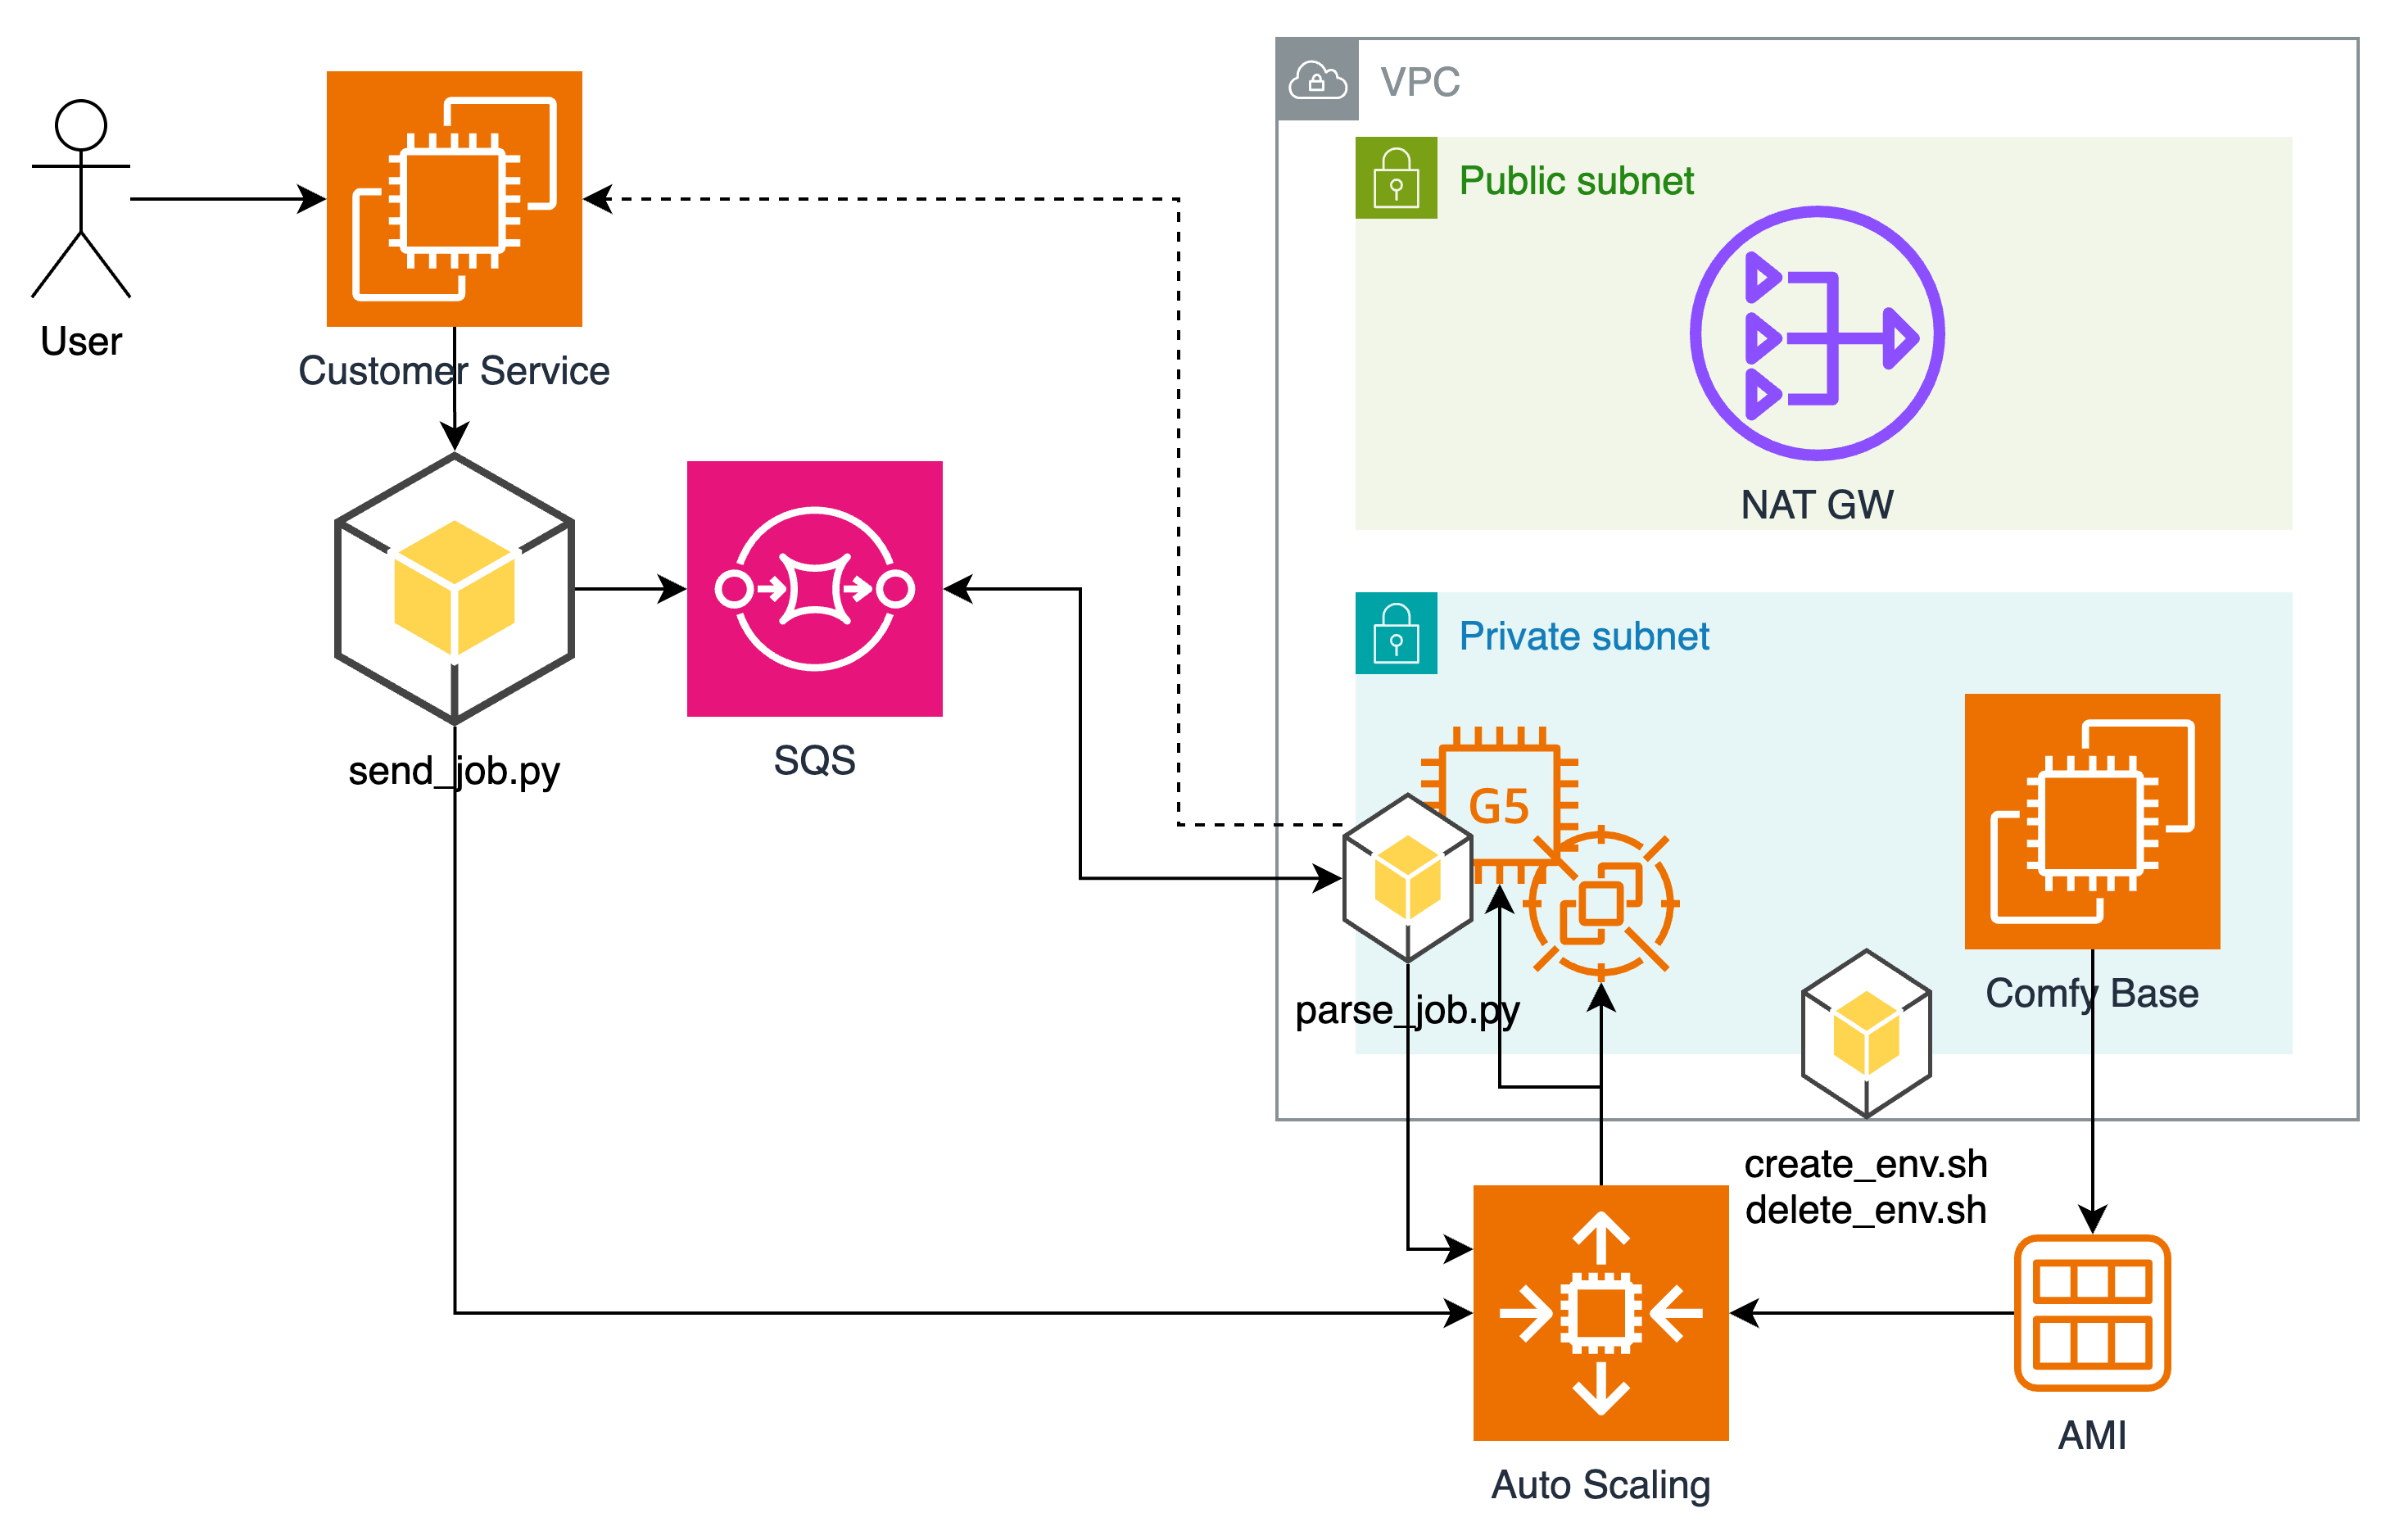 VPC
Public subnet
User
Customer Service
NAT GW
Private subnet
send_job.py
SQS
G5
parse_job.py
Comfy Base
create_env.sh
delete_env.sh
AMI
Auto Scaling